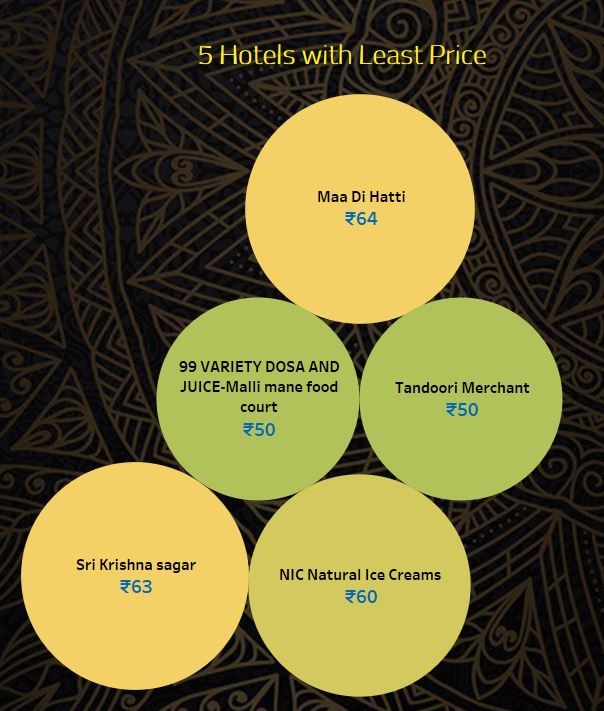 5 Hotels with Least Price
Maa Di Hatti
₹64
99 VARIETY DOSA AND
JUICE-Malli mane food
court
₹50
Tandoori Merchant
₹50
Sri Krishna sagar
₹63
NIC Natural Ice Creams
₹60